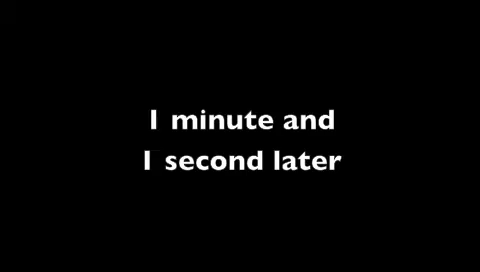 1 minute and
1 second later